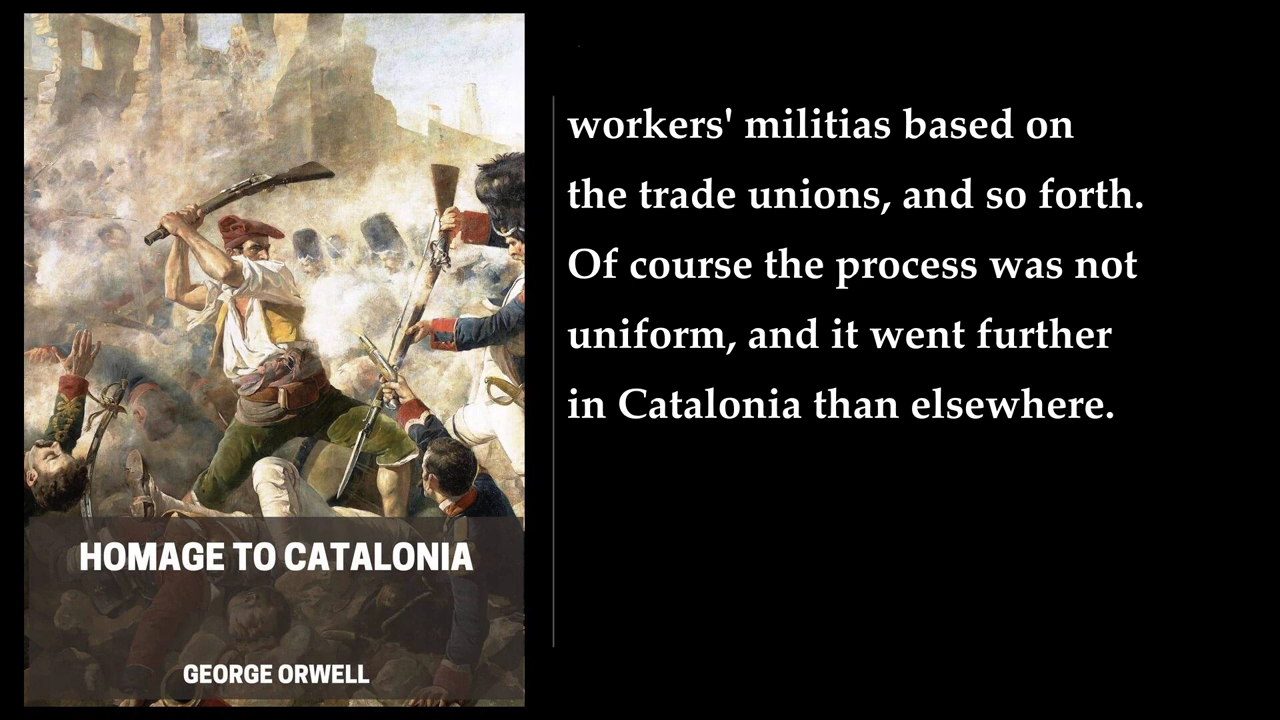 HOMAGE TO CATALONIA
GEORGE ORWELL
workers' militias based on
the trade unions, and so forth.
Of course the process was not
uniform, and it went further
in Catalonia than elsewhere.